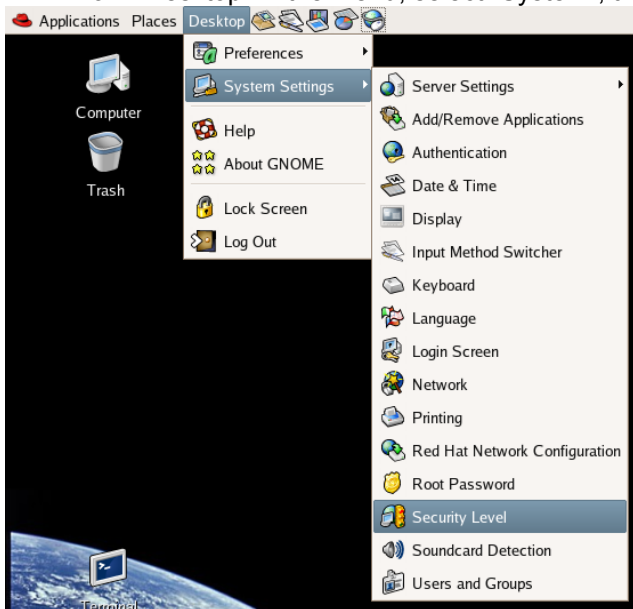 Applications Places Desktop
Computer
Trash
Terminal
Preferences
System Settings
Help
About GNOME
Lock Screen
Log Out
Server Settings
Add/Remove Applications
Authentication
Date & Time
Display
Input Method Switcher
Keyboard
Language
Login Screen
Network
Printing
Red Hat Network Configuration
Root Password
Security Level
Soundcard Detection
Users and Groups